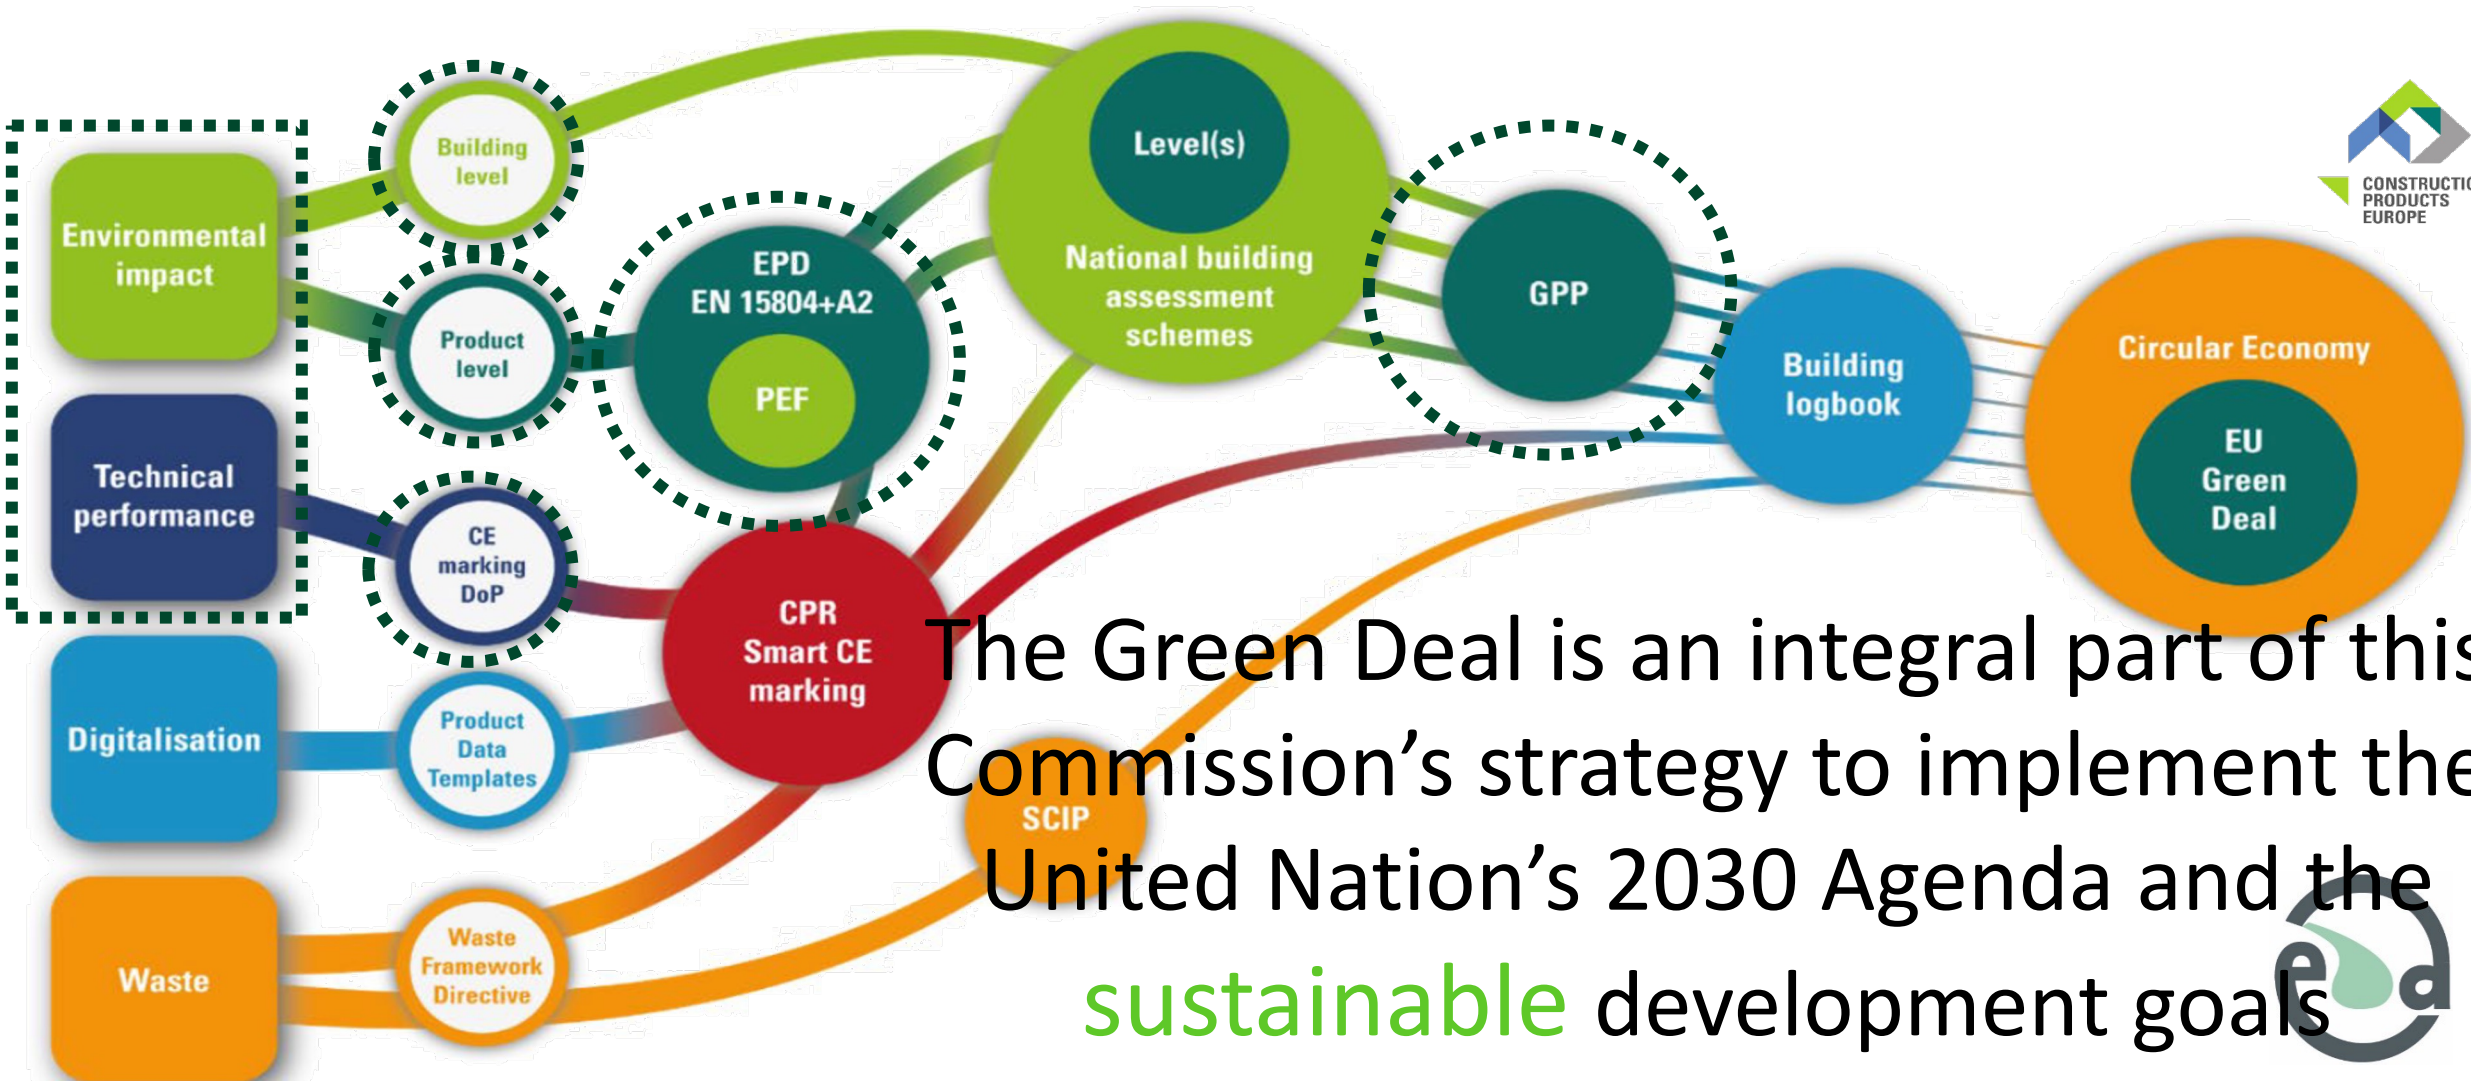 Environmental
impact
Technical
performance
Digitalisation
Waste
Building
level
Product
level
CE
marking
DoP
Product
Data
Templates
Waste
Framework
Directive
EPD
EN 15804+A2
PEF
CPR
Smart CE
marking
SCIP
Level(s)
National building
assessment
schemes
GPP
Building
logbook
Circular Economy
EU
Green
Deal
CONSTRUCTIO
PRODUCTS
EUROPE
The Green Deal is an integral part of this
Commission’s strategy to implement the
United Nation’s 2030 Agenda and the
sustainable development goals
ea